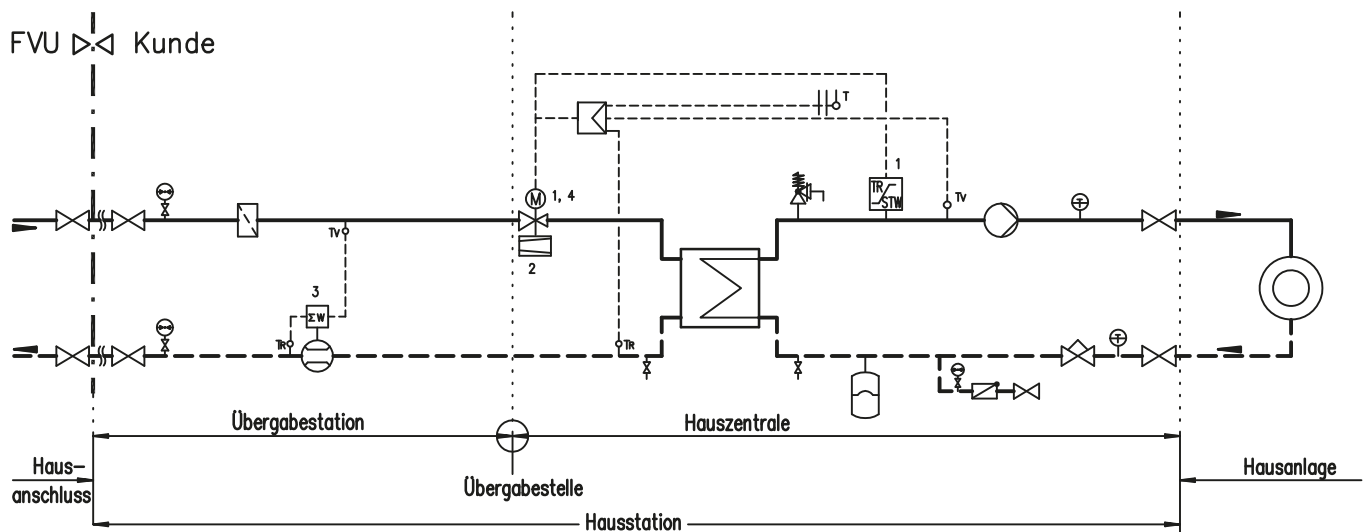 FVU Kunde
T
M 1, 4
1
TR
STW
TV
T
TV
2
3
ΣW
TR
TR
T
Übergabestation
Hauszentrale
Haus-
anschluss
Übergabestelle
Hausanlage
Hausstation